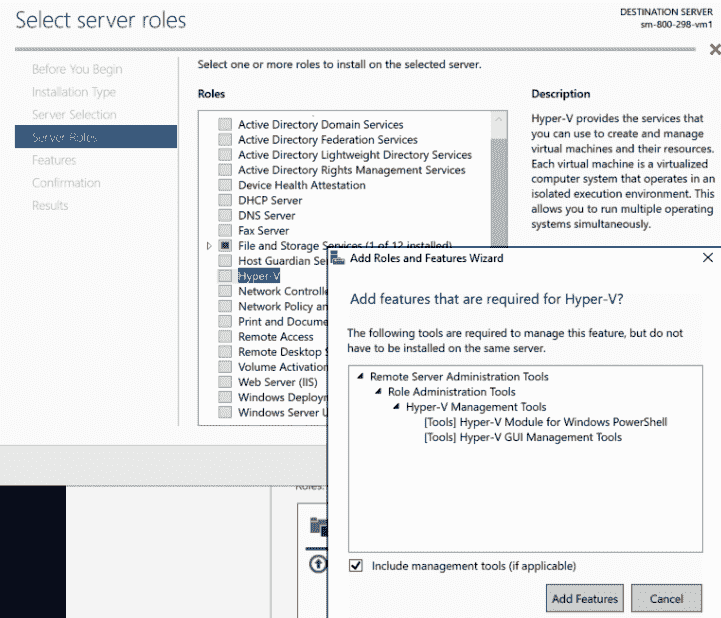 Select server roles
DESTINATION SERVER
sm-800-298-vm1
Before You Begin
Installation Type
Server Selection
Server Roles
Features
Confirmation
Results
Select one or more roles to install on the selected server.
Roles
Active Directory Domain Services
Active Directory Federation Services
Active Directory Lightweight Directory Services
Active Directory Rights Management Services
Device Health Attestation
DHCP Server
DNS Server
Fax Server
File and Storage Services (1 of 12 installed)
Host Guardian Se
Hyper-V
Network Controlle
Network Policy an
Print and Docume
Remote Access
Remote Desktop S
Volume Activation
Web Server (IIS)
Windows Deploym
Windows Server U
Description
Hyper-V provides the services that
you can use to create and manage
virtual machines and their resources.
Each virtual machine is a virtualized
computer system that operates in an
isolated execution environment. This
allows you to run multiple operating
systems simultaneously.
Add Roles and Features Wizard
Add features that are required for Hyper-V?
The following tools are required to manage this feature, but do not
have to be installed on the same server.
Remote Server Administration Tools
Role Administration Tools
Hyper-V Management Tools
[Tools] Hyper-V Module for Windows PowerShell
[Tools] Hyper-V GUI Management Tools
Include management tools (if applicable)
Add Features
Cancel
Roles: